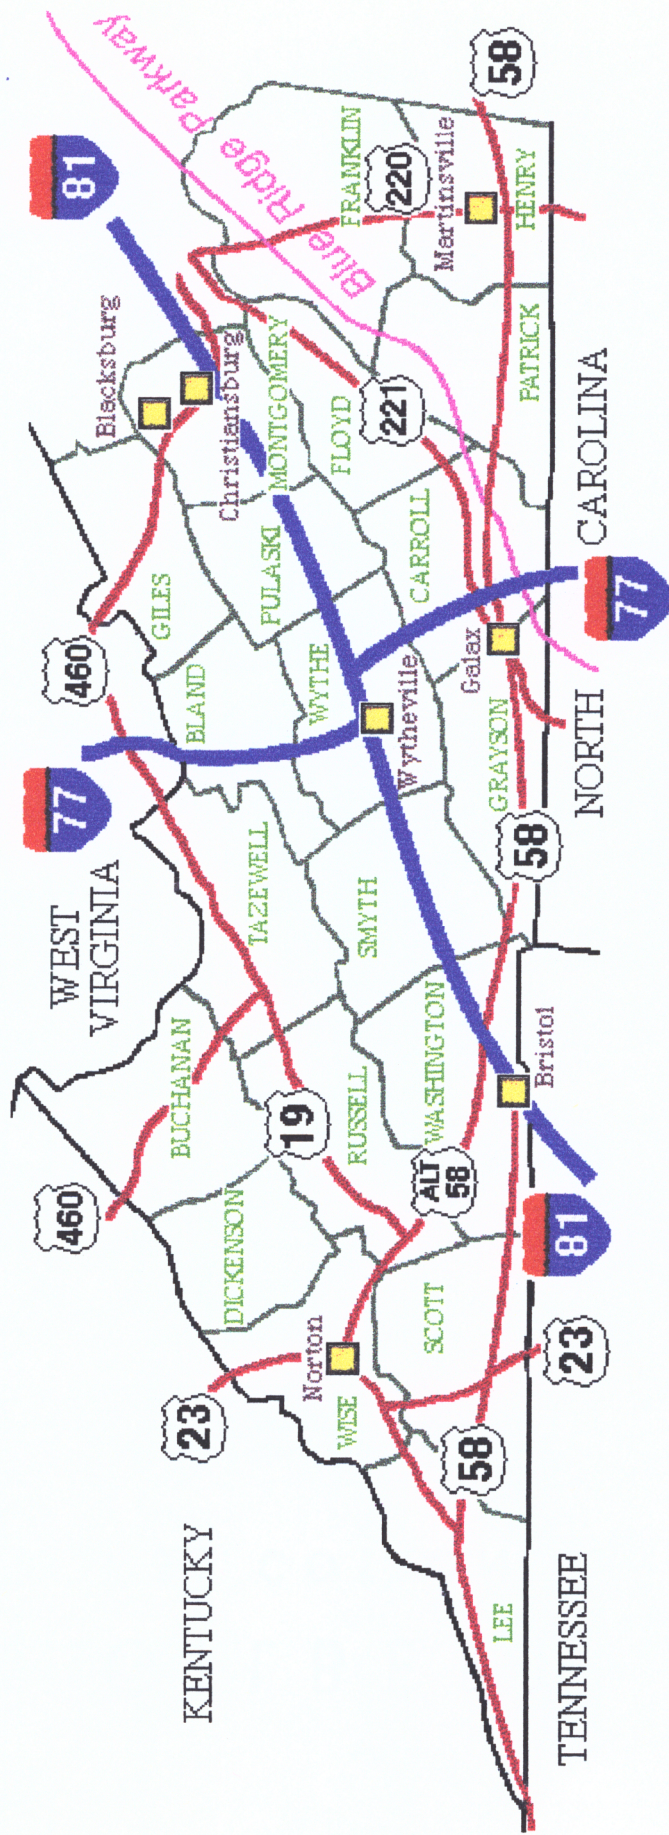 KENTUCKY
WEST
VIRGINIA
TENNESSEE
NORTH
CAROLINA
Blue Ridge Parkway
23
460
77
460
81
BUCHANAN
DICKENSON
Norton
WISE
19
TAZEWELL
BLAND
GILES
Blacksburg
Christiansburg
RUSSELL
SMYTH
WYTHE
PULASKI
MONTGOMERY
FRANKLIN
LEE
58
SCOTT
ALT
58
WASHINGTON
Wytheville
CARROLL
FLOYD
221
220
Martinsville
58
23
81
Bristol
58
GRAYSON
Galax
77
PATRICK
HENRY